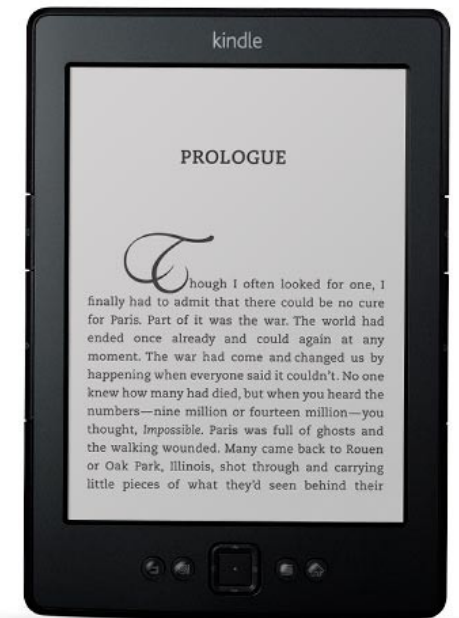 kindle
PROLOGUE
Though I often looked for one, I
finally had to admit that there could be no cure
for Paris. Part of it was the war. The world had
ended once already and could again at any
moment. The war had come and changed us by
happening when everyone said it couldn't. No one
knew how many had died, but when you heard the
numbers—nine million or fourteen million—you
thought, Impossible. Paris was full of ghosts and
the walking wounded. Many came back to Rouen
or Oak Park, Illinois, shot through and carrying
little pieces of what they'd seen behind their